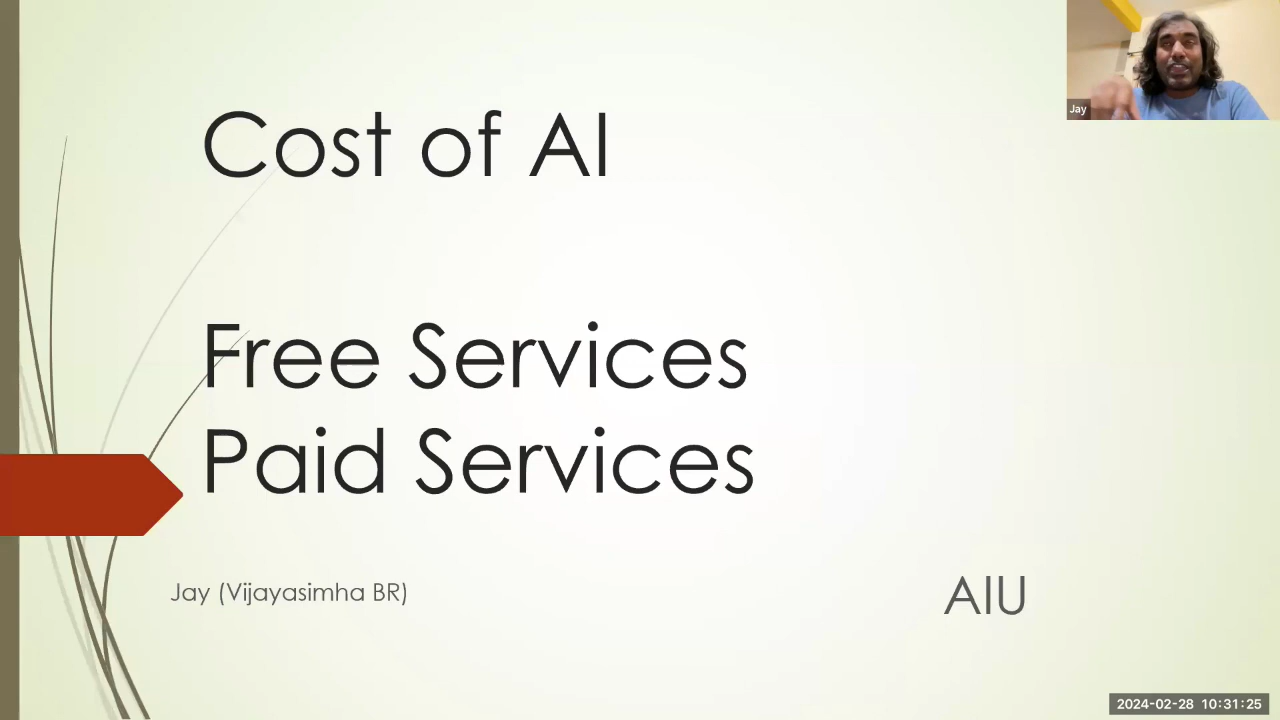 Cost of AI
Jay
Free Services
Paid Services
Jay (Vijayasimha BR)
AIU
2024-02-28 10:31:25